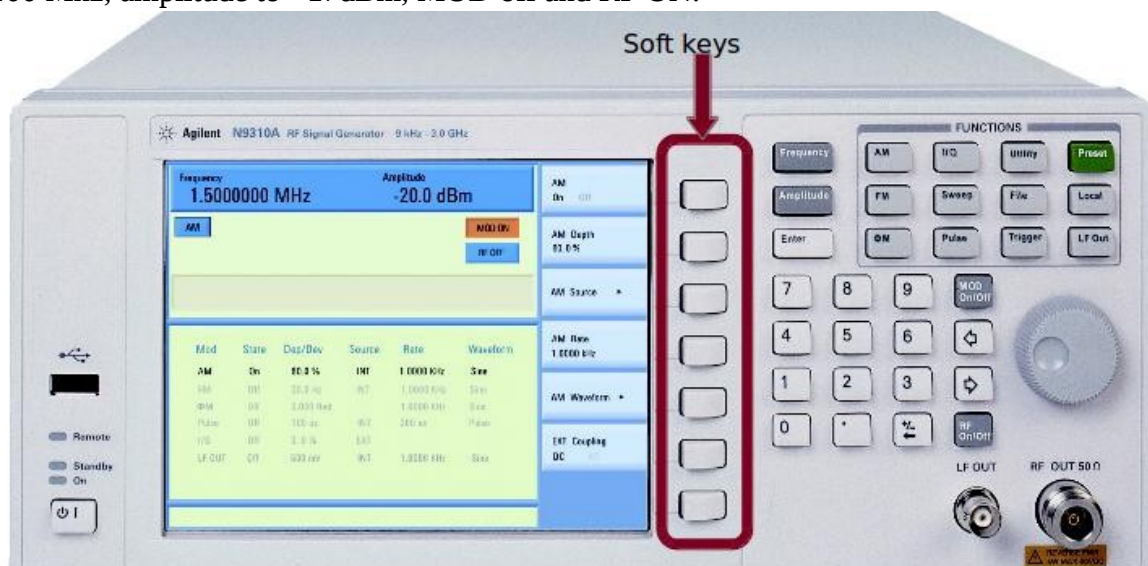 Soft keys
Agilent N9310A RF Signal Generator 9 kHz - 3.0 GHz
Frequency
1.5000000 MHz
Amplitude
-20.0 dBm
AM
MOD ON
RF OFF
Mod State Dep/Dev Source Rate Waveform
AM On 80.0 % INT 1.0000 KHz Sine
AM
On Off
AM Depth
80.0 %
AM Source
AM Rate
1.0000 kHz
AM Waveform
EXT Coupling
DC
FUNCTIONS
Frequency AM I/Q Utility Preset
Amplitude FM Sweep File Local
Enter ΦM Pulse Trigger LF Out
7 8 9 MOD On/Off
4 5 6
1 2 3
0 . +/- RF On/Off
Remote
Standby
On
LF OUT RF OUT 50 Ω